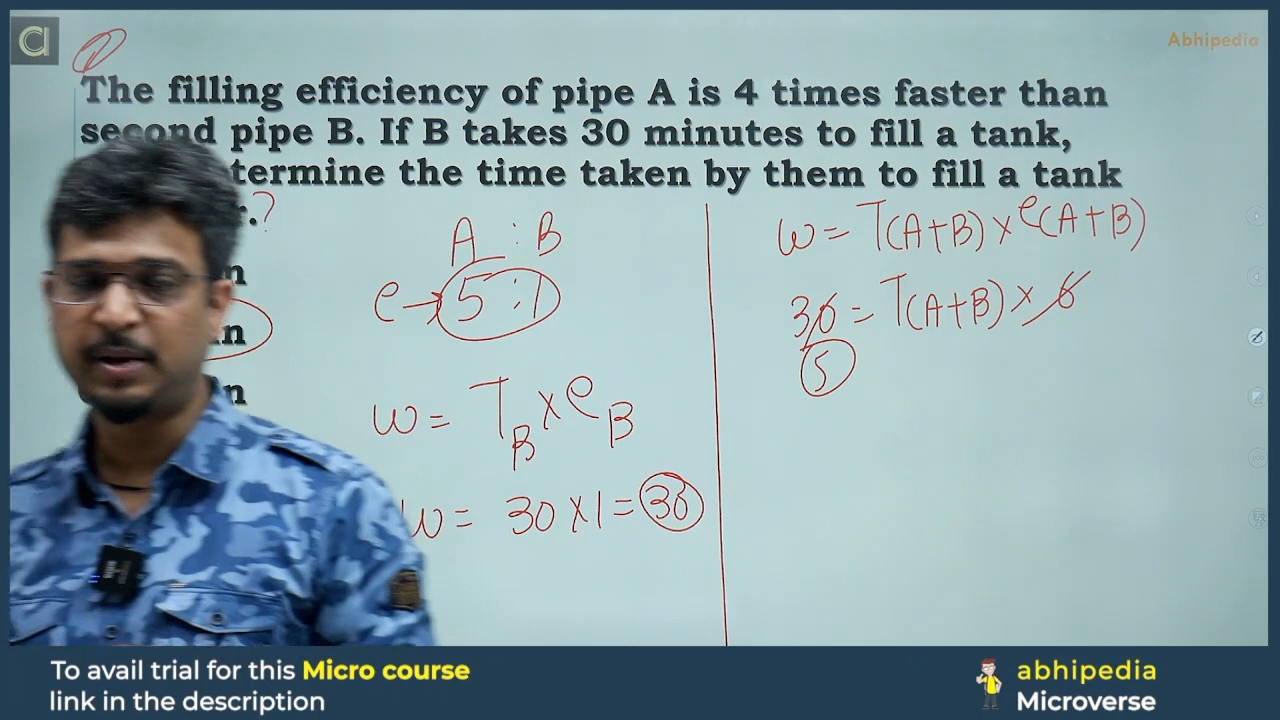 a
Abhipedia
The filling efficiency of pipe A is 4 times faster than
second pipe B. If B takes 30 minutes to fill a tank,
termine the time taken by them to fill a tank
.?
n
n
n
A : B
e → 5 : 1
W = T_B × e_B
W = 30 × 1 = 30
W = T(A+B) × e(A+B)
30 = T(A+B) × 6
5
To avail trial for this Micro course
link in the description
abhipedia
Microverse